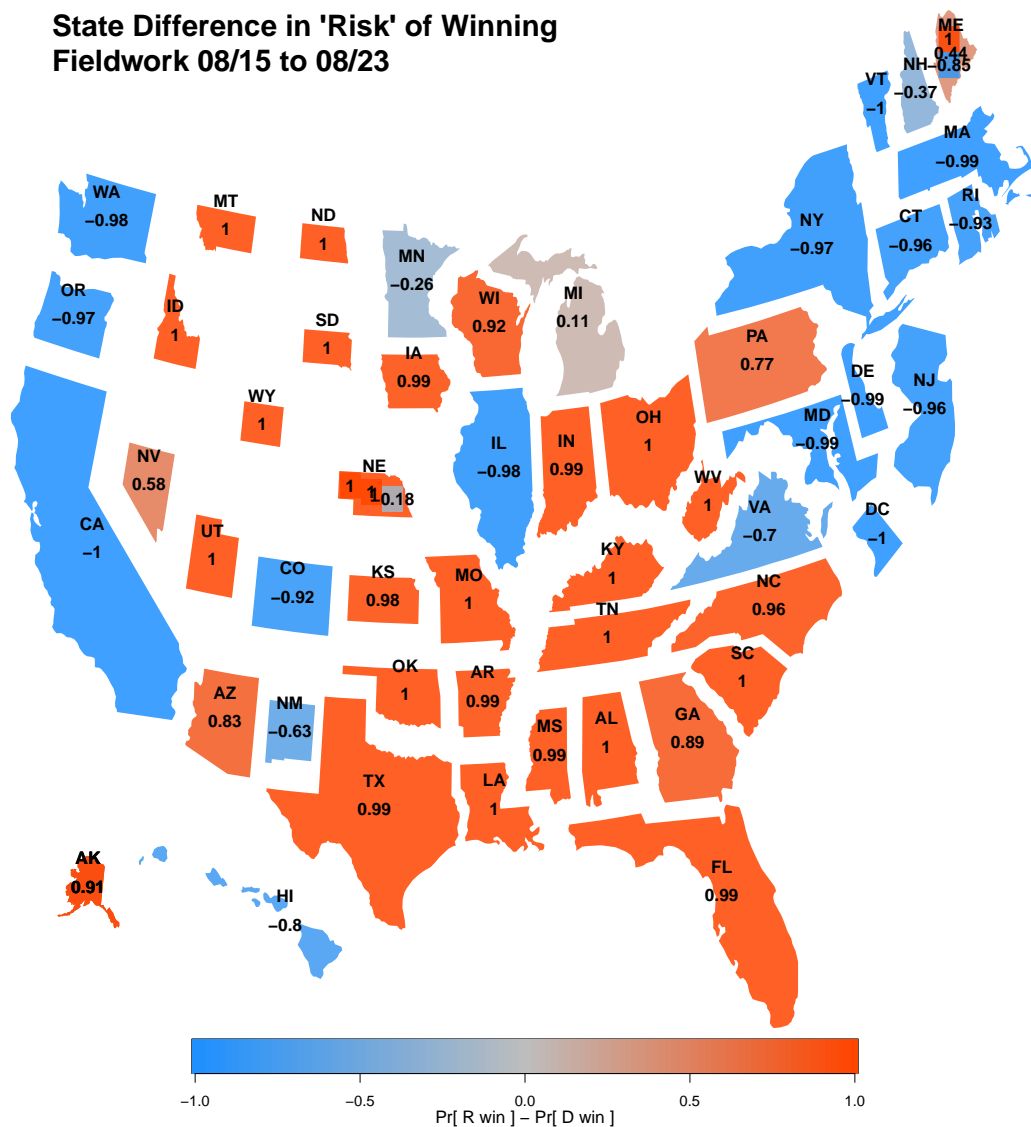 State Difference in 'Risk' of Winning
Fieldwork 08/15 to 08/23
ME
1
0.44
−0.85
NH
−0.37
VT
−1
MA
−0.99
RI
−0.93
CT
−0.96
NY
−0.97
WA
−0.98
MT
1
ND
1
MN
−0.26
OR
−0.97
ID
1
SD
1
WI
0.92
MI
0.11
PA
0.77
IA
0.99
DE
−0.99
NJ
−0.96
WY
1
MD
−0.99
OH
1
IL
−0.98
IN
0.99
NV
0.58
NE
1
1
1
0.18
WV
1
VA
−0.7
DC
−1
CA
−1
UT
1
CO
−0.92
KS
0.98
MO
1
KY
1
TN
1
NC
0.96
SC
1
OK
1
AR
0.99
AZ
0.83
NM
−0.63
MS
0.99
AL
1
GA
0.89
TX
0.99
LA
1
FL
0.99
AK
0.91
HI
−0.8
−1.0
−0.5
0.0
0.5
1.0
Pr[ R win ] − Pr[ D win ]